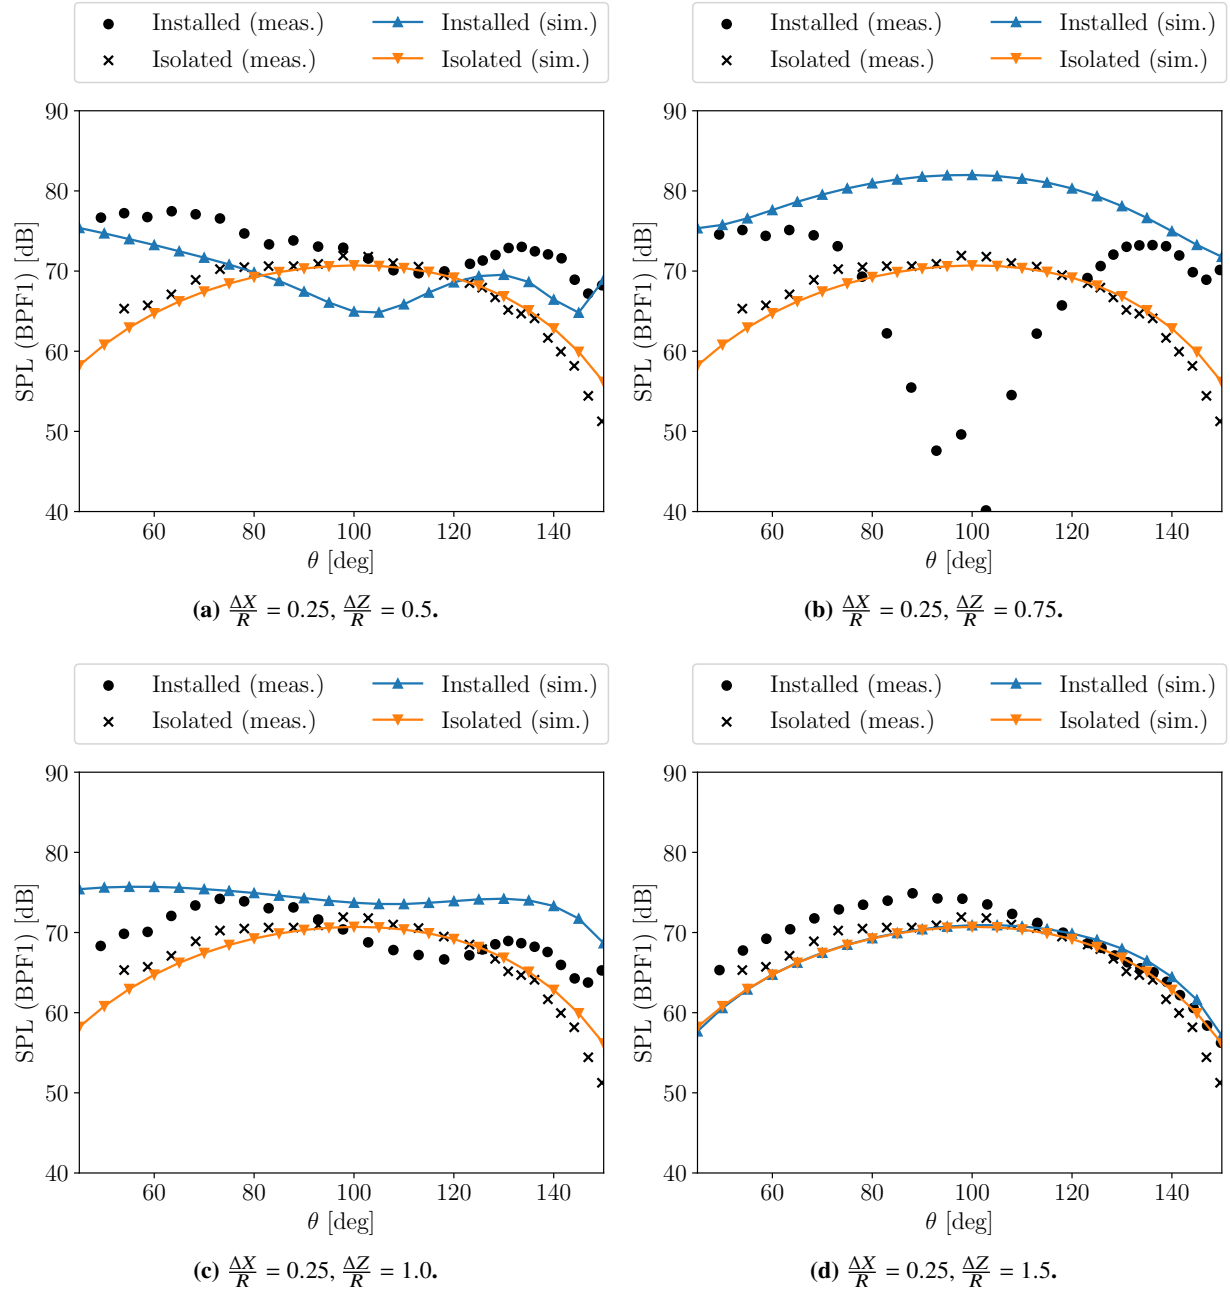 Installed (meas.) Installed (sim.)
Isolated (meas.) Isolated (sim.)
90
80
70
60
50
40
SPL (BPF1) [dB]
60 80 100 120 140
θ [deg]
(a) ΔX/R = 0.25, ΔZ/R = 0.5.
Installed (meas.) Installed (sim.)
Isolated (meas.) Isolated (sim.)
90
80
70
60
50
40
SPL (BPF1) [dB]
60 80 100 120 140
θ [deg]
(b) ΔX/R = 0.25, ΔZ/R = 0.75.
Installed (meas.) Installed (sim.)
Isolated (meas.) Isolated (sim.)
90
80
70
60
50
40
SPL (BPF1) [dB]
60 80 100 120 140
θ [deg]
(c) ΔX/R = 0.25, ΔZ/R = 1.0.
Installed (meas.) Installed (sim.)
Isolated (meas.) Isolated (sim.)
90
80
70
60
50
40
SPL (BPF1) [dB]
60 80 100 120 140
θ [deg]
(d) ΔX/R = 0.25, ΔZ/R = 1.5.